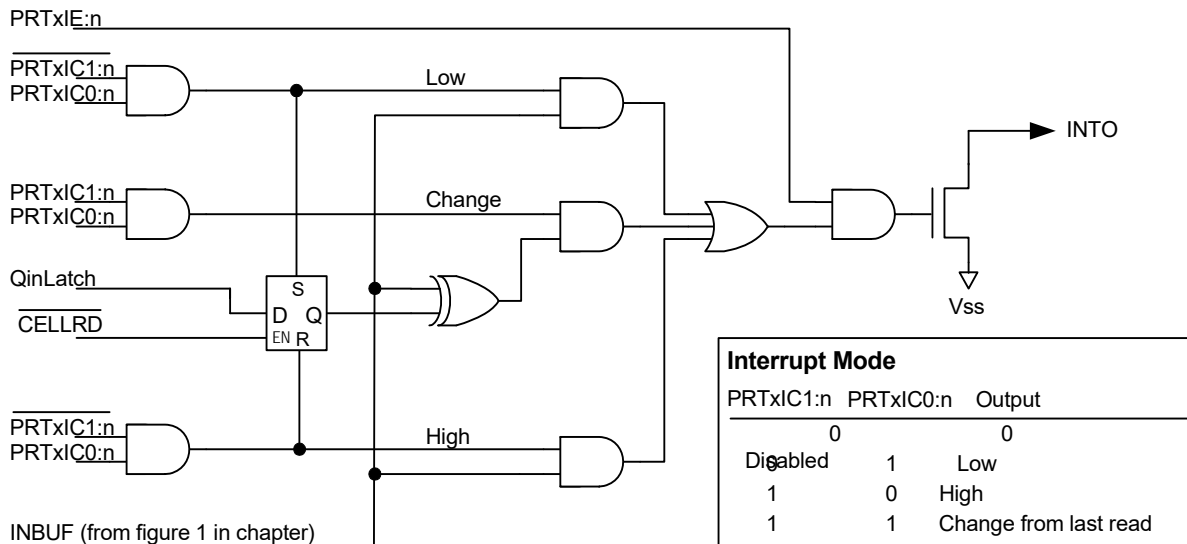 PRTxIE:n
PRTxIC1:n
PRTxIC0:n
Low
INTO
PRTxIC1:n
PRTxIC0:n
Change
QinLatch
S
D Q
EN R
CELLRD
Vss
PRTxIC1:n
PRTxIC0:n
High
INBUF (from figure 1 in chapter)
Interrupt Mode
PRTxIC1:n PRTxIC0:n Output
0 0
Disabled
0 1 Low
1 0 High
1 1 Change from last read